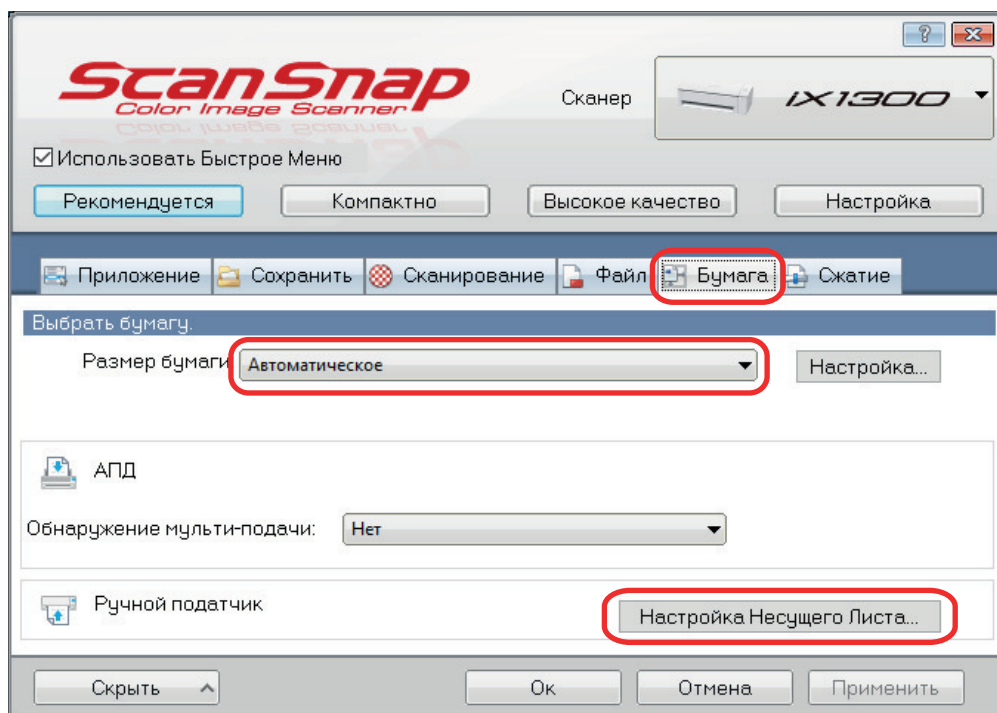 ScanSnap
Color Image Scanner
Сканер
iX1300
Использовать Быстрое Меню
Рекомендуется
Компактно
Высокое качество
Настройка
Приложение
Сохранить
Сканирование
Файл
Бумага
Сжатие
Выбрать бумагу.
Размер бумаги
Автоматическое
Настройка...
АПД
Обнаружение мульти-подачи:
Нет
Ручной податчик
Настройка Несущего Листа...
Скрыть
Ок
Отмена
Применить